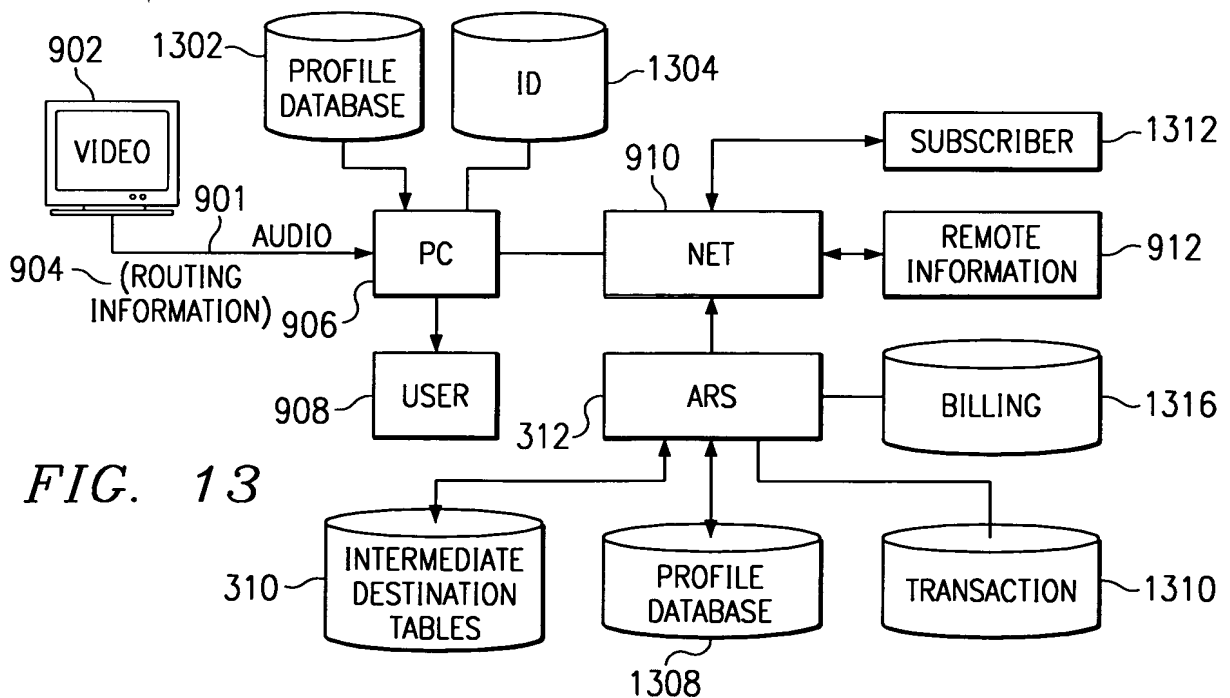 902
1302
PROFILE
DATABASE
ID
1304
VIDEO
901
AUDIO
904
(ROUTING
INFORMATION)
PC
906
910
NET
SUBSCRIBER
1312
REMOTE
INFORMATION
912
USER
908
ARS
312
BILLING
1316
FIG. 13
INTERMEDIATE
DESTINATION
TABLES
310
PROFILE
DATABASE
1308
TRANSACTION
1310